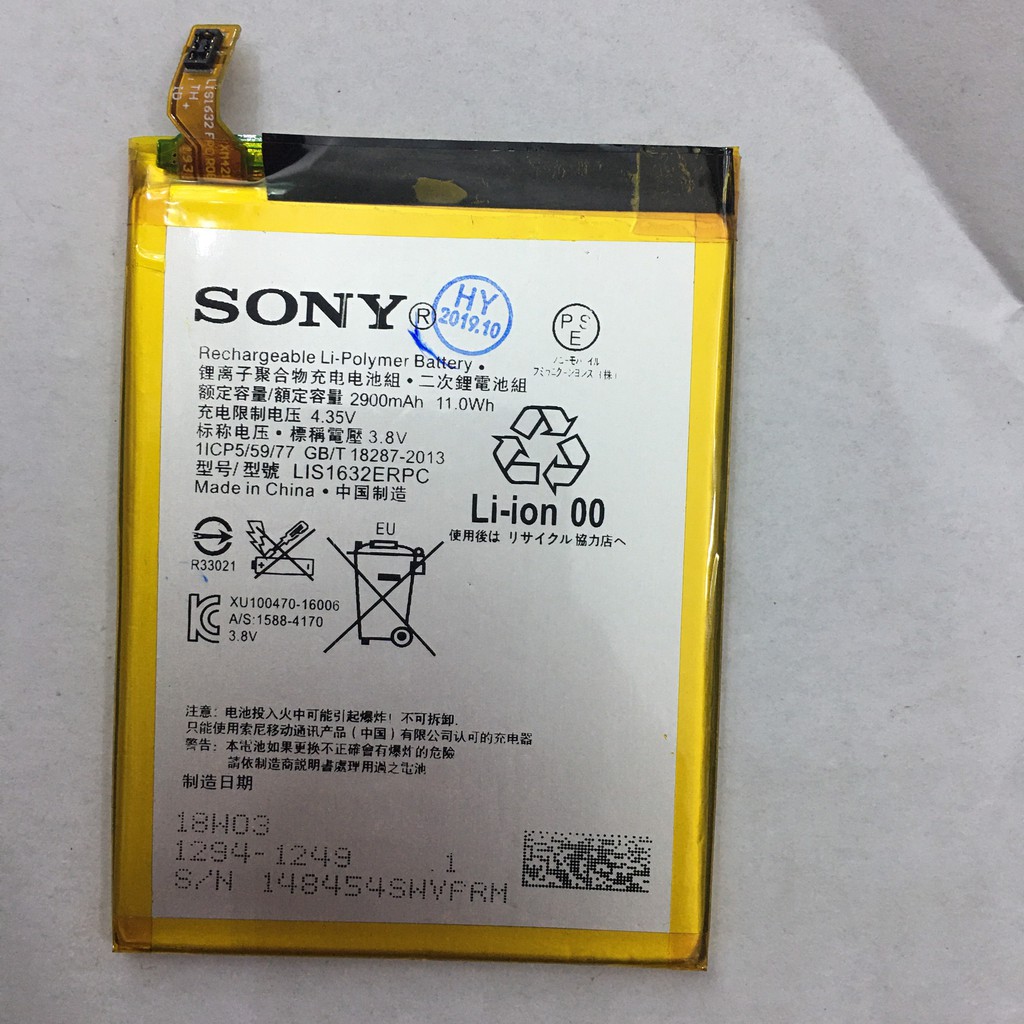 LIS1632
TH +
ID
SONY®
HY
2019.10
PSE
Rechargeable Li-Polymer Battery •
锂离子聚合物充电电池組 • 二次鋰電池組
额定容量/額定容量 2900mAh 11.0Wh
充电限制电压 4.35V
标称电压 • 標稱電壓 3.8V
1ICP5/59/77 GB/T 18287-2013
型号/型號 LIS1632ERPC
Made in China • 中国制造
Li-ion 00
使用後は リサイクル協力店へ
R33021
EU
XU100470-16006
A/S:1588-4170
3.8V
注意: 电池投入火中可能引起爆炸! 不可拆卸.
只能使用索尼移动通讯产品(中国)有限公司认可的充电器
警告: 本電池如果更换不正確會有爆炸的危險
請依制造商説明書處理用過之電池
制造日期
18W03
1294-1249 .1
S/N 1484548WVPRM